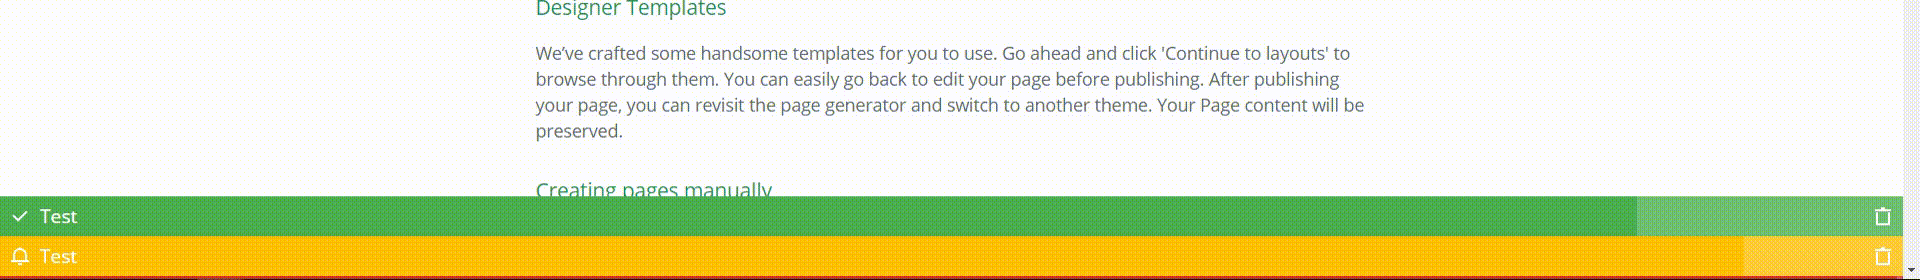 Designer Templates
We’ve crafted some handsome templates for you to use. Go ahead and click 'Continue to layouts' to
browse through them. You can easily go back to edit your page before publishing. After publishing
your page, you can revisit the page generator and switch to another theme. Your Page content will be
preserved.
Creating pages manually
Test
Test